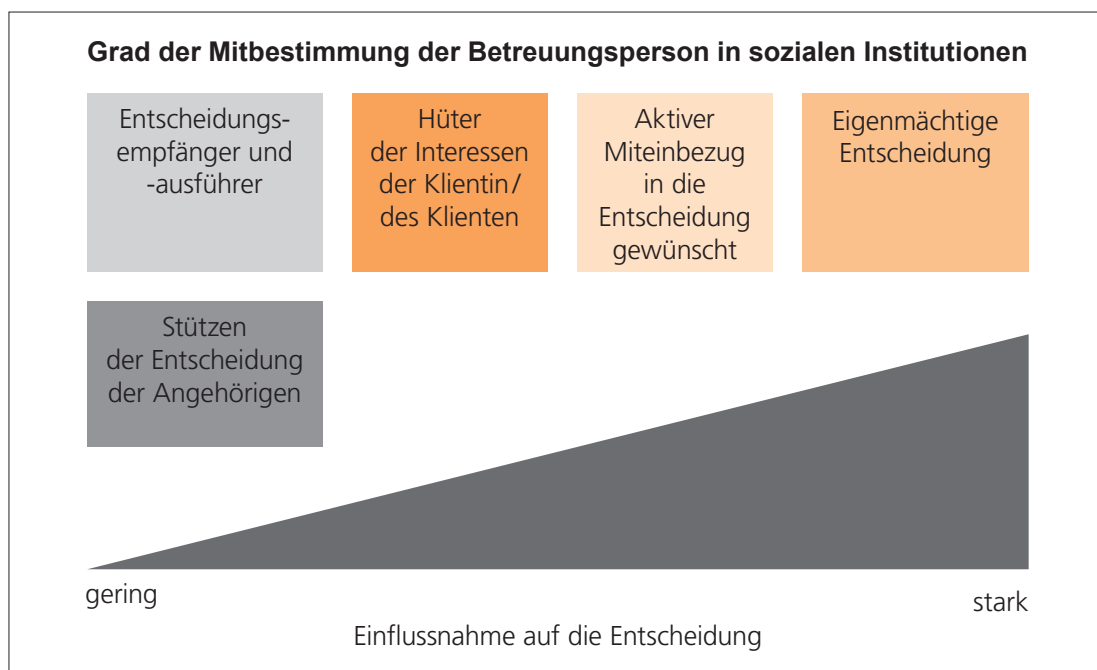 Grad der Mitbestimmung der Betreuungsperson in sozialen Institutionen
Entscheidungs-
empfänger und
-ausführer
Hüter
der Interessen
der Klientin/
des Klienten
Aktiver
Miteinbezug
in die
Entscheidung
gewünscht
Eigenmächtige
Entscheidung
Stützen
der Entscheidung
der Angehörigen
gering
stark
Einflussnahme auf die Entscheidung